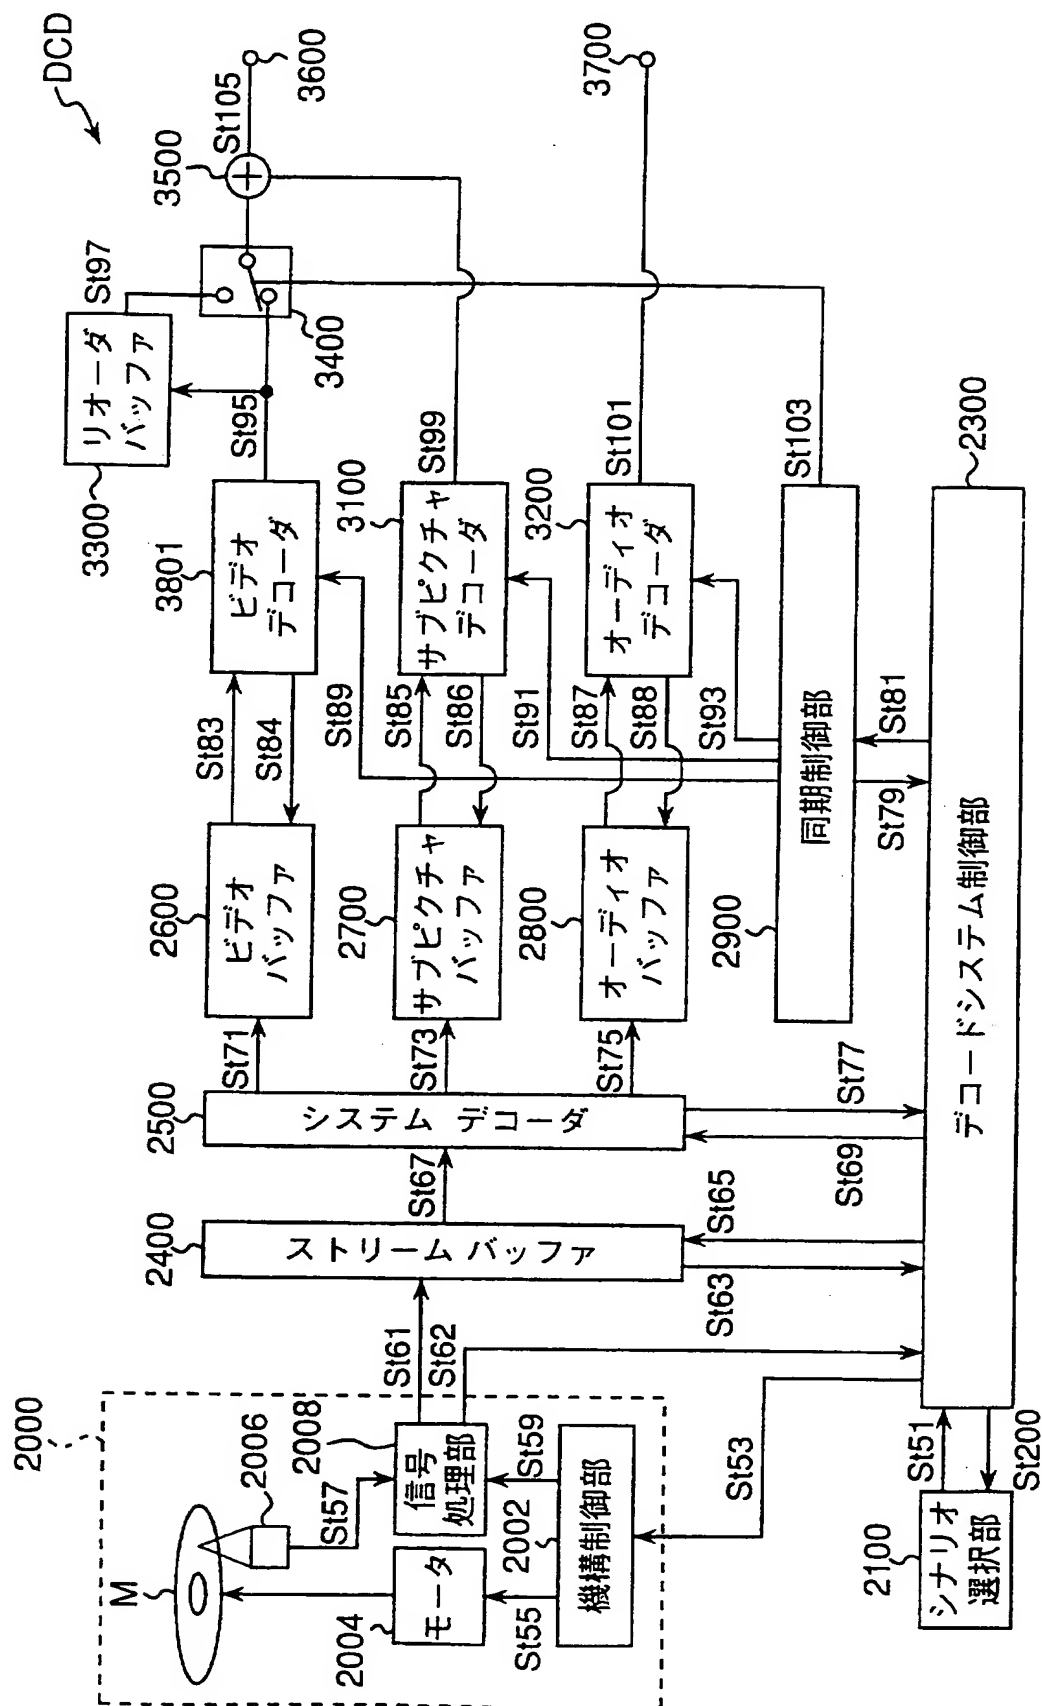 DCD
2000
M
2006
St57
2008
信号
処理部
2004
モータ
St55
2002
St59
機構制御部
St53
St61
St62
2400
ストリーム バッファ
St63
St65
St67
2500
システム デコーダ
St69
St77
St71
St73
St75
2600
ビデオ
バッファ
2700
サブピクチャ
バッファ
2800
オーディオ
バッファ
St83
St84
St89
St85
St86
St91
St87
St88
St93
3801
ビデオ
デコーダ
3100
サブピクチャ
デコーダ
3200
オーディオ
デコーダ
3300
リオーダ
バッファ
St95
St97
3400
3500
St105
3600
St99
St101
3700
St103
2900
同期制御部
St79
St81
2300
デコードシステム制御部
2100
シナリオ
選択部
St51
St200